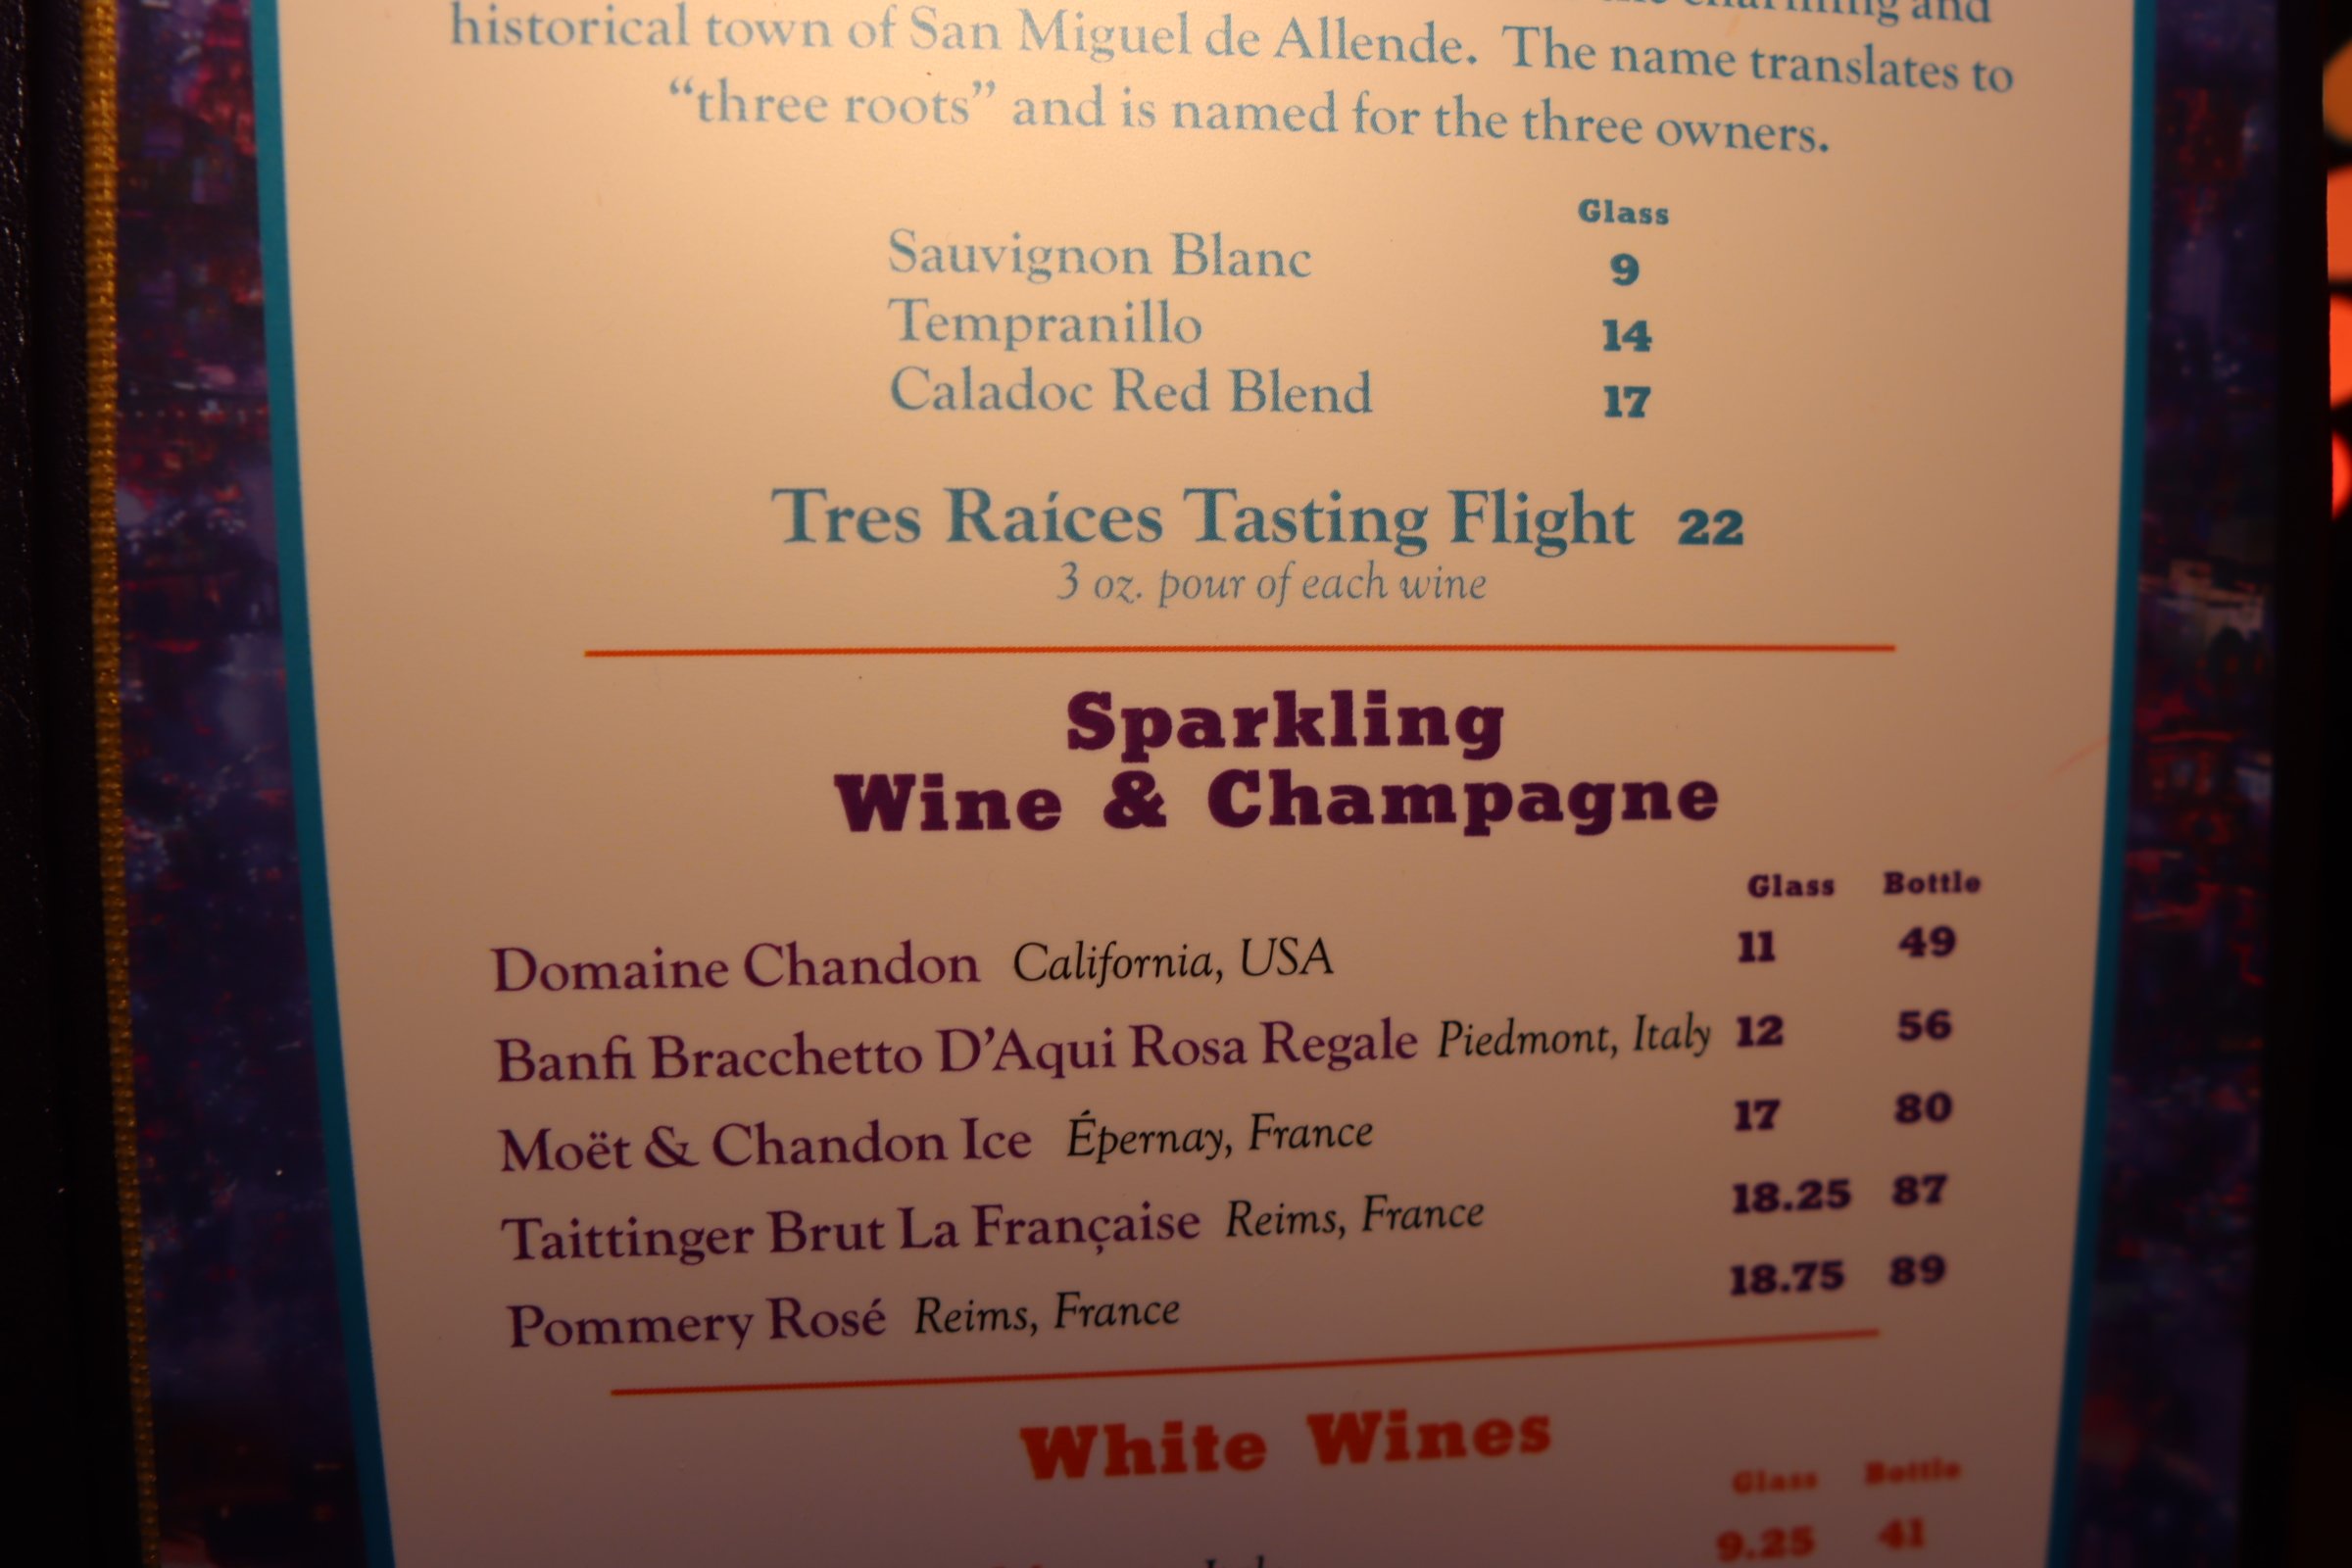 charming and
historical town of San Miguel de Allende. The name translates to
“three roots” and is named for the three owners.
Glass
Sauvignon Blanc 9
Tempranillo 14
Caladoc Red Blend 17
Tres Raíces Tasting Flight 22
3 oz. pour of each wine
Sparkling
Wine & Champagne
Glass Bottle
Domaine Chandon California, USA 11 49
Banfi Bracchetto D’Aqui Rosa Regale Piedmont, Italy 12 56
Moët & Chandon Ice Épernay, France 17 80
Taittinger Brut La Française Reims, France 18.25 87
Pommery Rosé Reims, France 18.75 89
White Wines
Glass Bottle
9.25 41